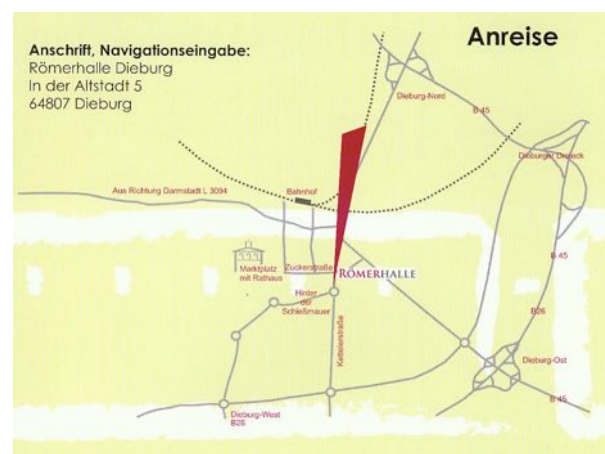 Anreise
Anschrift, Navigationseingabe:
Römerhalle Dieburg
In der Altstadt 5
64807 Dieburg
Dieburg-Nord
B 45
Dieburger Dreieck
Aus Richtung Darmstadt L 3094
Bahnhof
B 45
Marktplatz
mit Rathaus
Zuckerstraße
RÖMERHALLE
Hinter
der
Schießmauer
Kettelerstraße
B26
Dieburg-Ost
B 45
Dieburg-West
B26